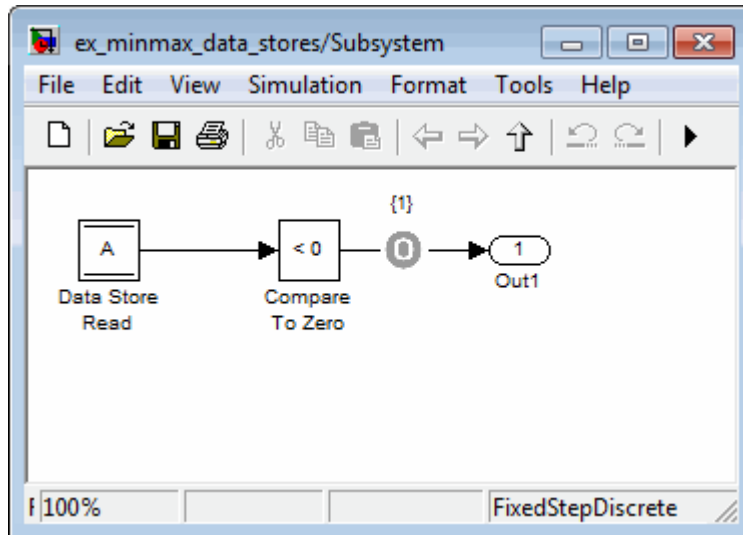 ex_minmax_data_stores/Subsystem
File Edit View Simulation Format Tools Help
{1}
A
< 0
O
1
Data Store
Read
Compare
To Zero
Out1
100%
FixedStepDiscrete